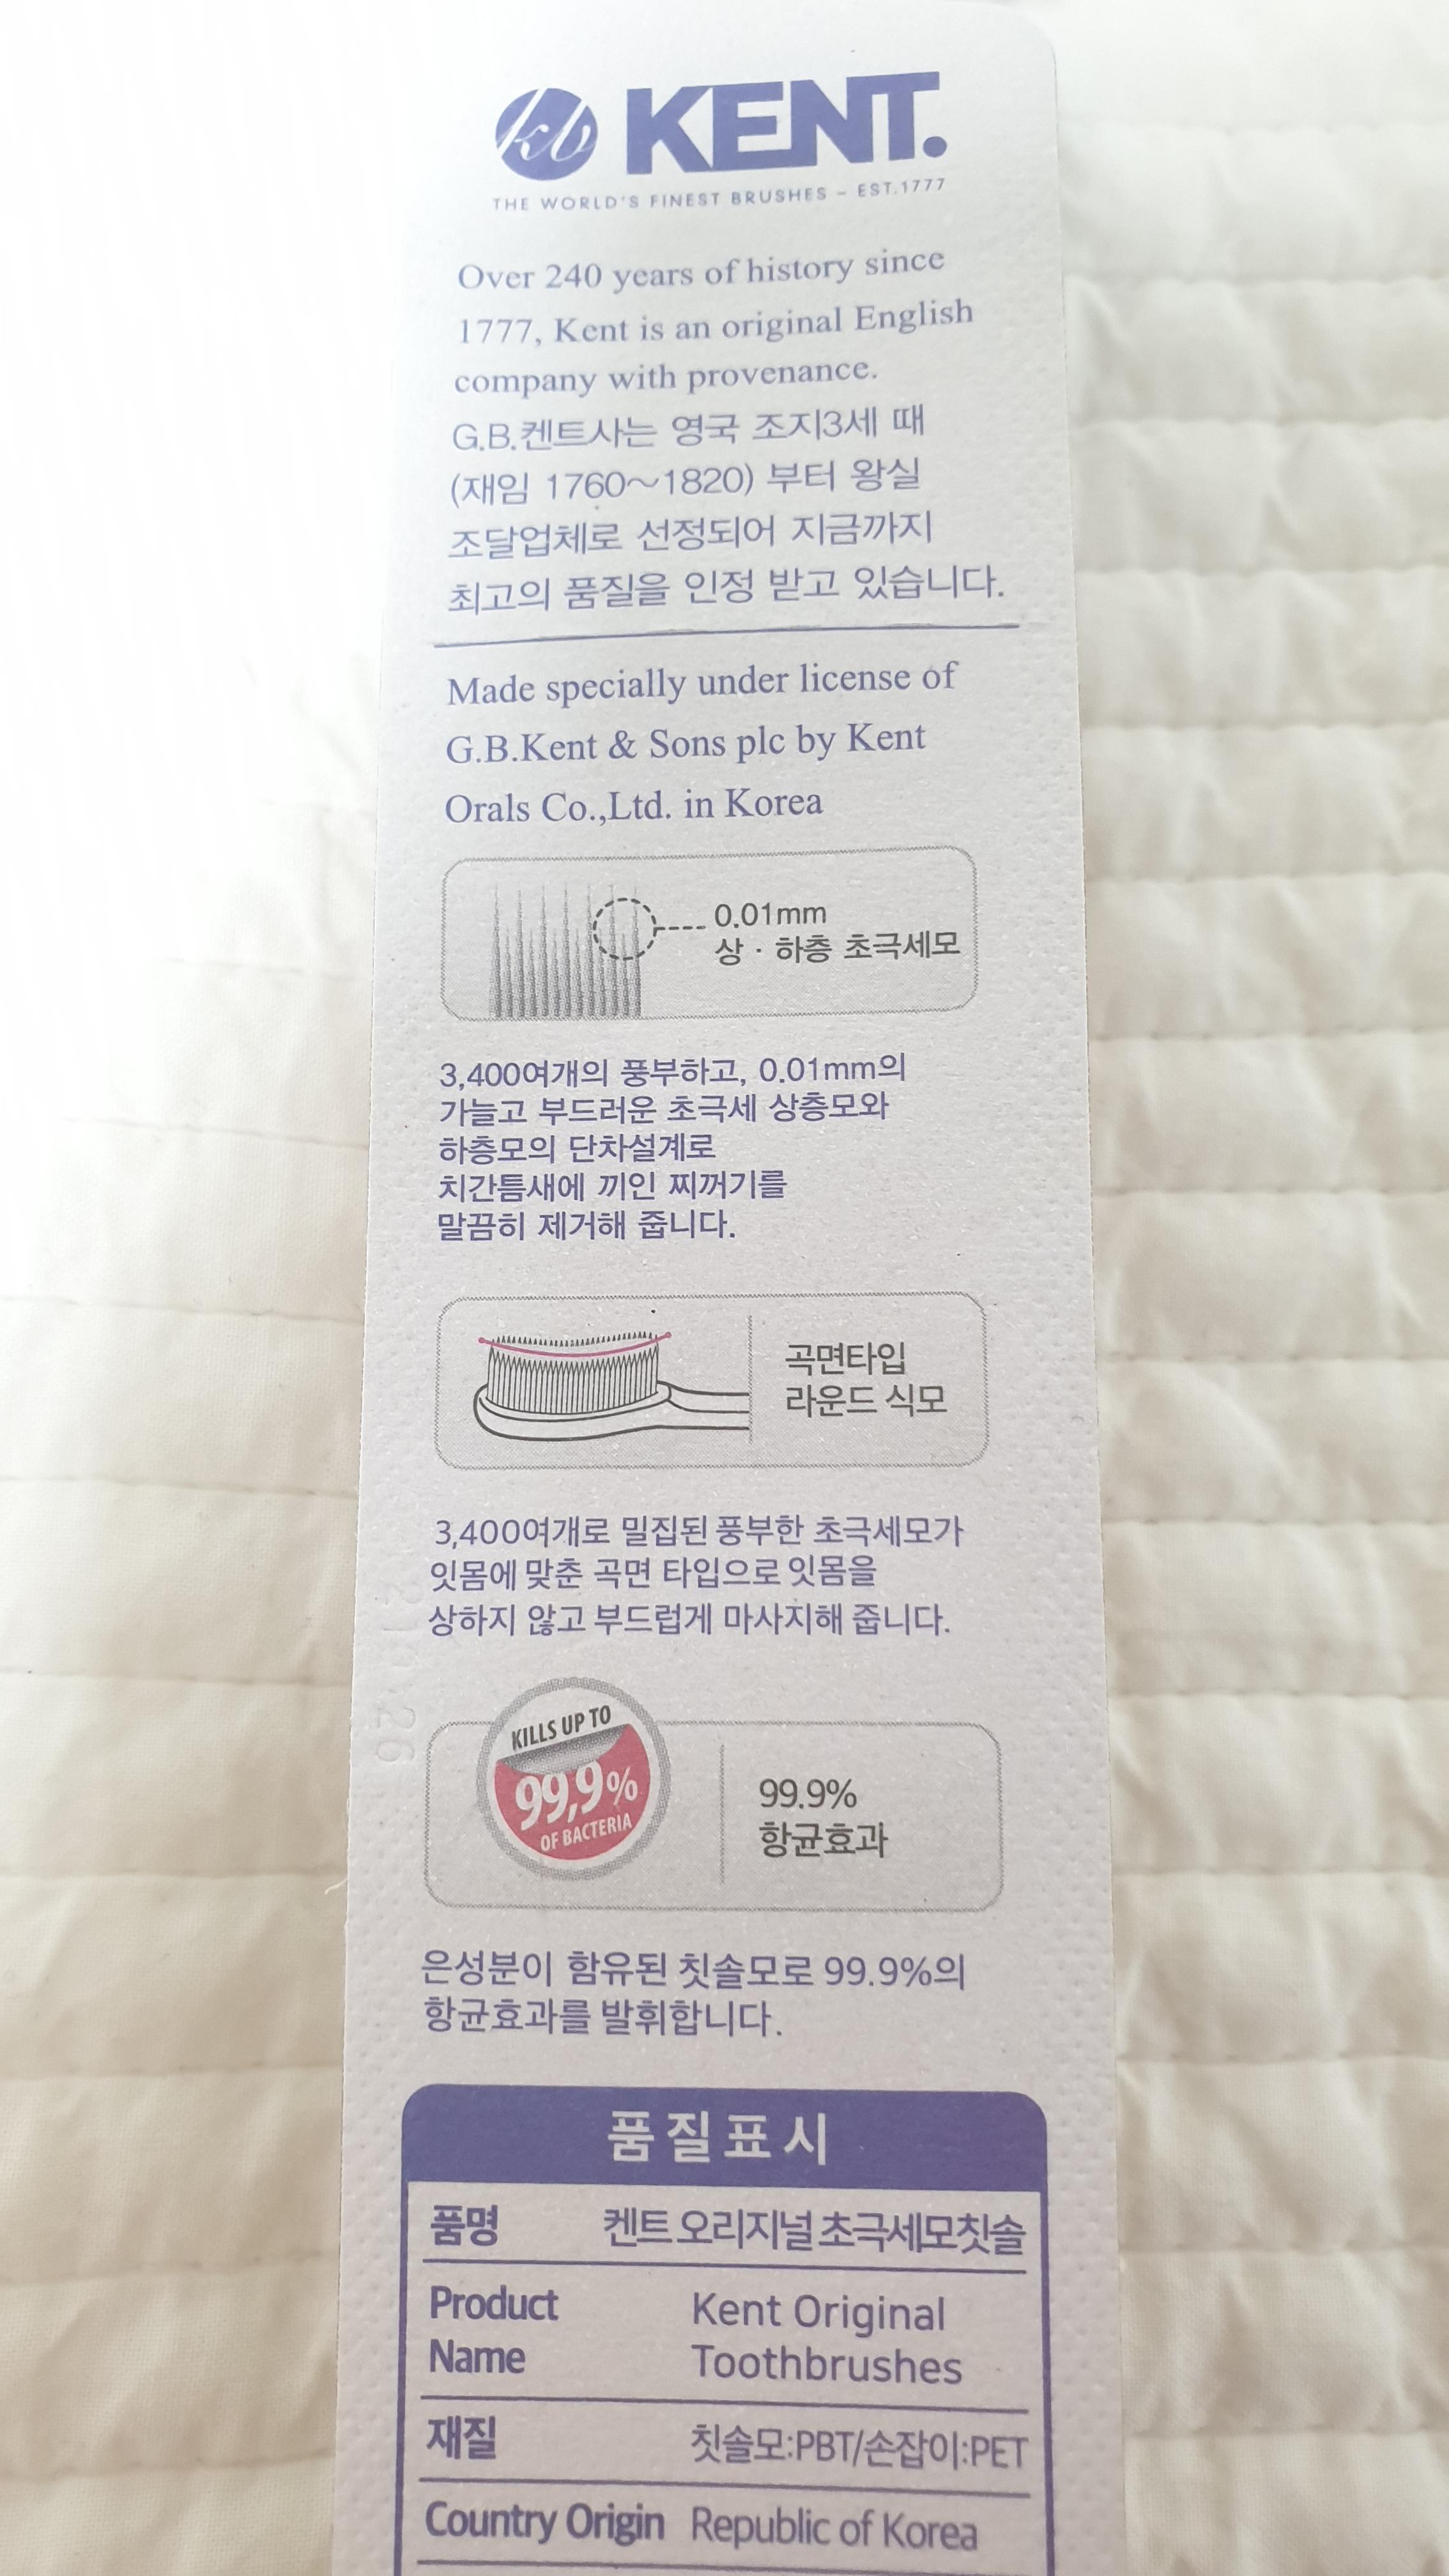 kb KENT.
THE WORLD'S FINEST BRUSHES – EST.1777
Over 240 years of history since
1777, Kent is an original English
company with provenance.
G.B.켄트사는 영국 조지3세 때
(재임 1760~1820) 부터 왕실
조달업체로 선정되어 지금까지
최고의 품질을 인정 받고 있습니다.
Made specially under license of
G.B.Kent & Sons plc by Kent
Orals Co.,Ltd. in Korea
0.01mm
상 · 하층 초극세모
3,400여개의 풍부하고, 0.01mm의
가늘고 부드러운 초극세 상층모와
하층모의 단차설계로
치간틈새에 끼인 찌꺼기를
말끔히 제거해 줍니다.
곡면타입
라운드 식모
3,400여개로 밀집된 풍부한 초극세모가
잇몸에 맞춘 곡면 타입으로 잇몸을
상하지 않고 부드럽게 마사지해 줍니다.
KILLS UP TO
99,9%
OF BACTERIA
99.9%
항균효과
은성분이 함유된 칫솔모로 99.9%의
항균효과를 발휘합니다.
품질표시
품명 켄트 오리지널 초극세모칫솔
Product Kent Original
Name Toothbrushes
재질 칫솔모:PBT/손잡이:PET
Country Origin Republic of Korea